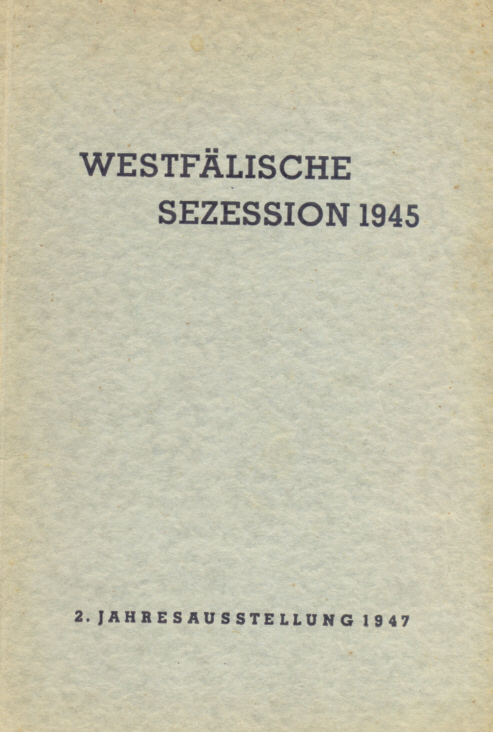 WESTFÄLISCHE
SEZESSION 1945
2. JAHRESAUSSTELLUNG 1947